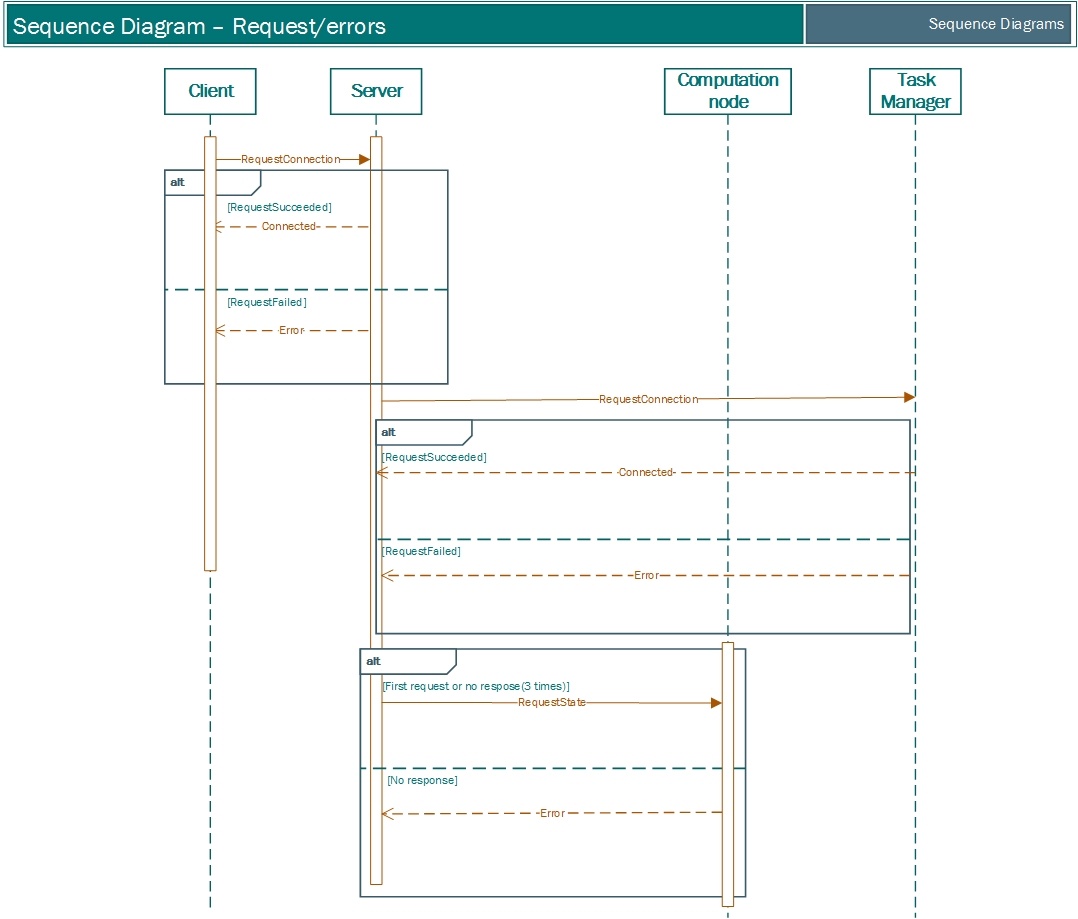 Sequence Diagram – Request/errors
Sequence Diagrams
Client
Server
Computation
node
Task
Manager
RequestConnection
alt
[RequestSucceeded]
Connected
[RequestFailed]
Error
RequestConnection
alt
[RequestSucceeded]
Connected
[RequestFailed]
Error
alt
[First request or no respose(3 times)]
RequestState
[No response]
Error